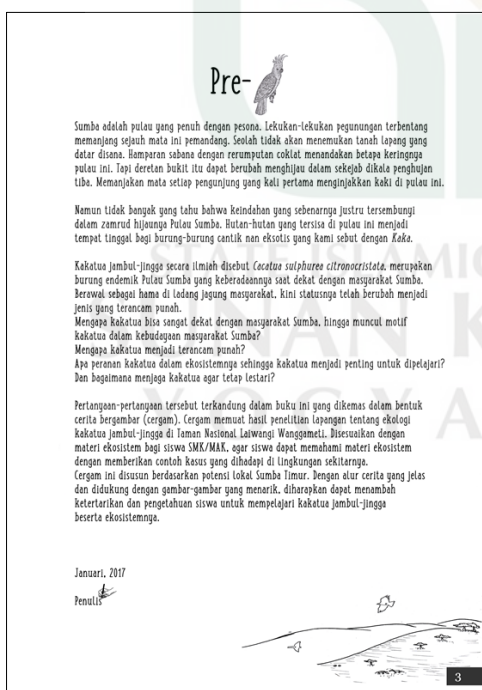 Pre-
Sumba adalah pulau yang penuh dengan pesona. Lekukan-lekukan pegunungan terbentang
memanjang sejauh mata ini pemandang. Seolah tidak akan menemukan tanah lapang yang
datar disana. Hamparan sabana dengan rerumputan coklat menandakan betapa keringnya
pulau ini. Tapi deretan bukit itu dapat berubah menghijau dalam sekejab dikala penghujan
tiba. Memanjakan mata setiap pengunjung yang kali pertama menginjakkan kaki di pulau ini.
Namun tidak banyak yang tahu bahwa keindahan yang sebenarnya justru tersembunyi
dalam zamrud hijaunya Pulau Sumba. Hutan-hutan yang tersisa di pulau ini menjadi
tempat tinggal bagi burung-burung cantik nan eksotis yang kami sebut dengan Kaka.
Kakatua jambul-jingga secara ilmiah disebut Cacatua sulphurea citronocristata, merupakan
burung endemik Pulau Sumba yang keberadaannya saat dekat dengan masyarakat Sumba.
Berawal sebagai hama di ladang jagung masyarakat, kini statusnya telah berubah menjadi
jenis yang terancam punah.
Mengapa kakatua bisa sangat dekat dengan masyarakat Sumba, hingga muncul motif
kakatua dalam kebudayaan masyarakat Sumba?
Mengapa kakatua menjadi terancam punah?
Apa peranan kakatua dalam ekosistemnya sehingga kakatua menjadi penting untuk dipelajari?
Dan bagaimana menjaga kakatua agar tetap lestari?
Pertanyaan-pertanyaan tersebut terkandung dalam buku ini yang dikemas dalam bentuk
cerita bergambar (cergam). Cergam memuat hasil penelitian lapangan tentang ekologi
kakatua jambul-jingga di Taman Nasional Laiwangi Wanggameti. Disesuaikan dengan
materi ekosistem bagi siswa SMK/MAK, agar siswa dapat memahami materi ekosistem
dengan memberikan contoh kasus yang dihadapi di lingkungan sekitarnya.
Cergam ini disusun berdasarkan potensi lokal Sumba Timur. Dengan alur cerita yang jelas
dan didukung dengan gambar-gambar yang menarik, diharapkan dapat menambah
ketertarikan dan pengetahuan siswa untuk mempelajari kakatua jambul-jingga
beserta ekosistemnya.
Januari, 2017
Penulis
3